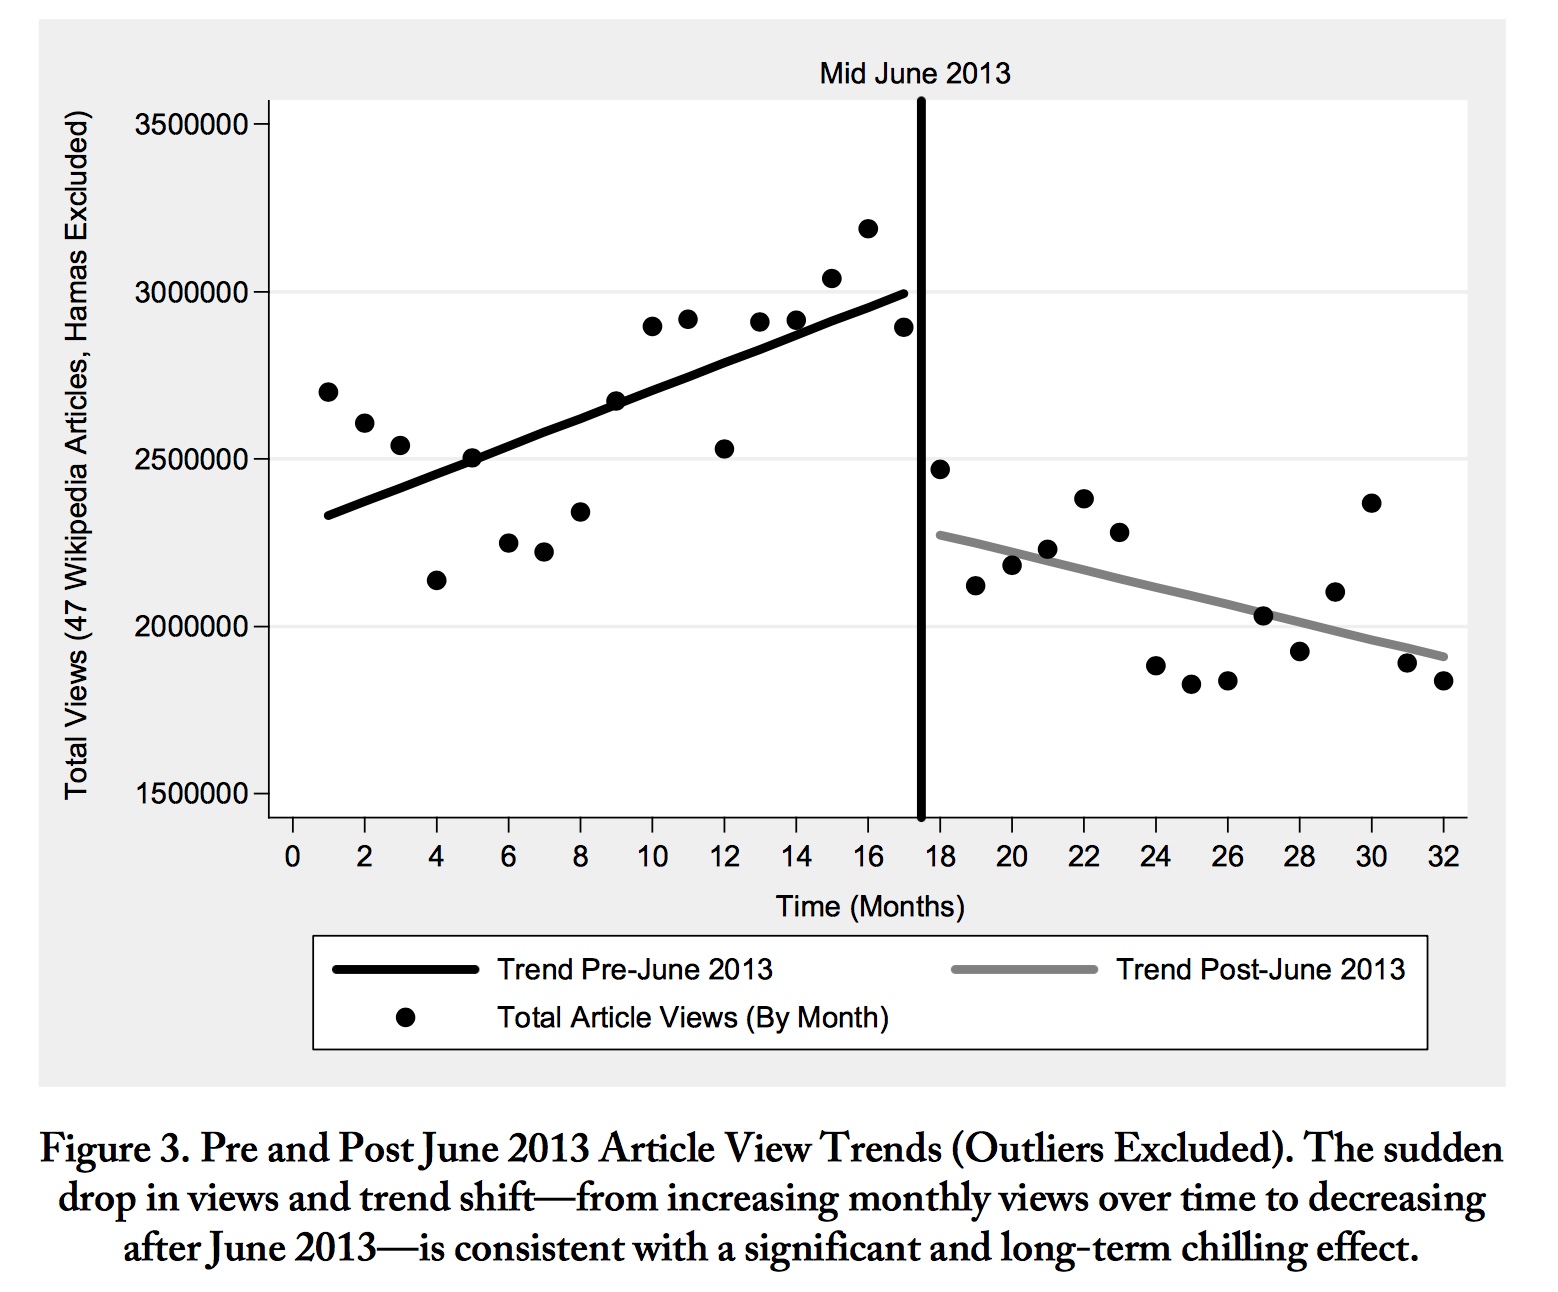 Mid June 2013
Total Views (47 Wikipedia Articles, Hamas Excluded)
3500000
3000000
2500000
2000000
1500000
0 2 4 6 8 10 12 14 16 18 20 22 24 26 28 30 32
Time (Months)
Trend Pre-June 2013 Trend Post-June 2013
Total Article Views (By Month)
Figure 3. Pre and Post June 2013 Article View Trends (Outliers Excluded). The sudden
drop in views and trend shift—from increasing monthly views over time to decreasing
after June 2013—is consistent with a significant and long-term chilling effect.